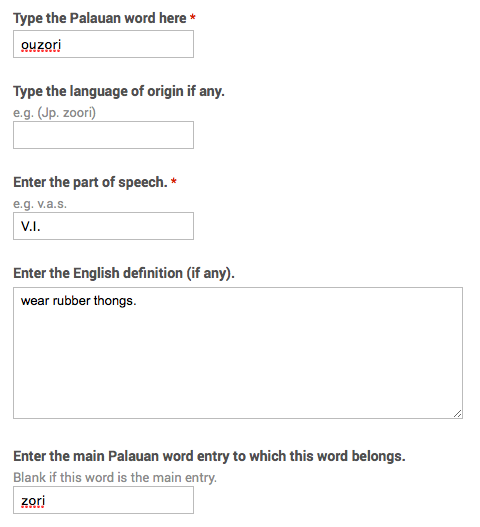 Type the Palauan word here *
ouzori
Type the language of origin if any.
e.g. (Jp. zoori)
Enter the part of speech. *
e.g. v.a.s.
V.I.
Enter the English definition (if any).
wear rubber thongs.
Enter the main Palauan word entry to which this word belongs.
Blank if this word is the main entry.
zori